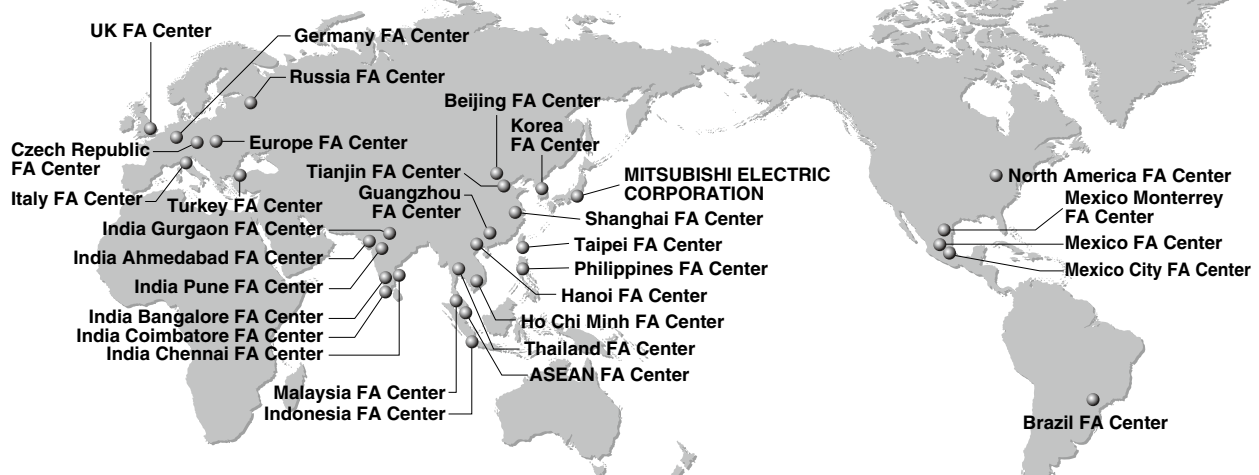 UK FA Center
Germany FA Center
Russia FA Center
Beijing FA Center
Korea
FA Center
Czech Republic
FA Center
Europe FA Center
Tianjin FA Center
MITSUBISHI ELECTRIC
CORPORATION
North America FA Center
Italy FA Center
Turkey FA Center
Guangzhou
FA Center
Mexico Monterrey
FA Center
Shanghai FA Center
India Gurgaon FA Center
Taipei FA Center
Mexico FA Center
India Ahmedabad FA Center
Philippines FA Center
Mexico City FA Center
India Pune FA Center
Hanoi FA Center
India Bangalore FA Center
Ho Chi Minh FA Center
India Coimbatore FA Center
Thailand FA Center
India Chennai FA Center
ASEAN FA Center
Malaysia FA Center
Indonesia FA Center
Brazil FA Center